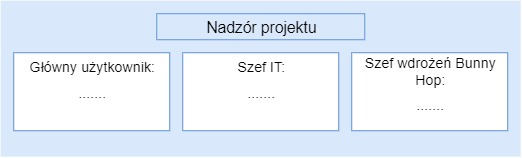 Nadzór projektu
Główny użytkownik:
.......
Szef IT:
.......
Szef wdrożeń Bunny
Hop:
.......